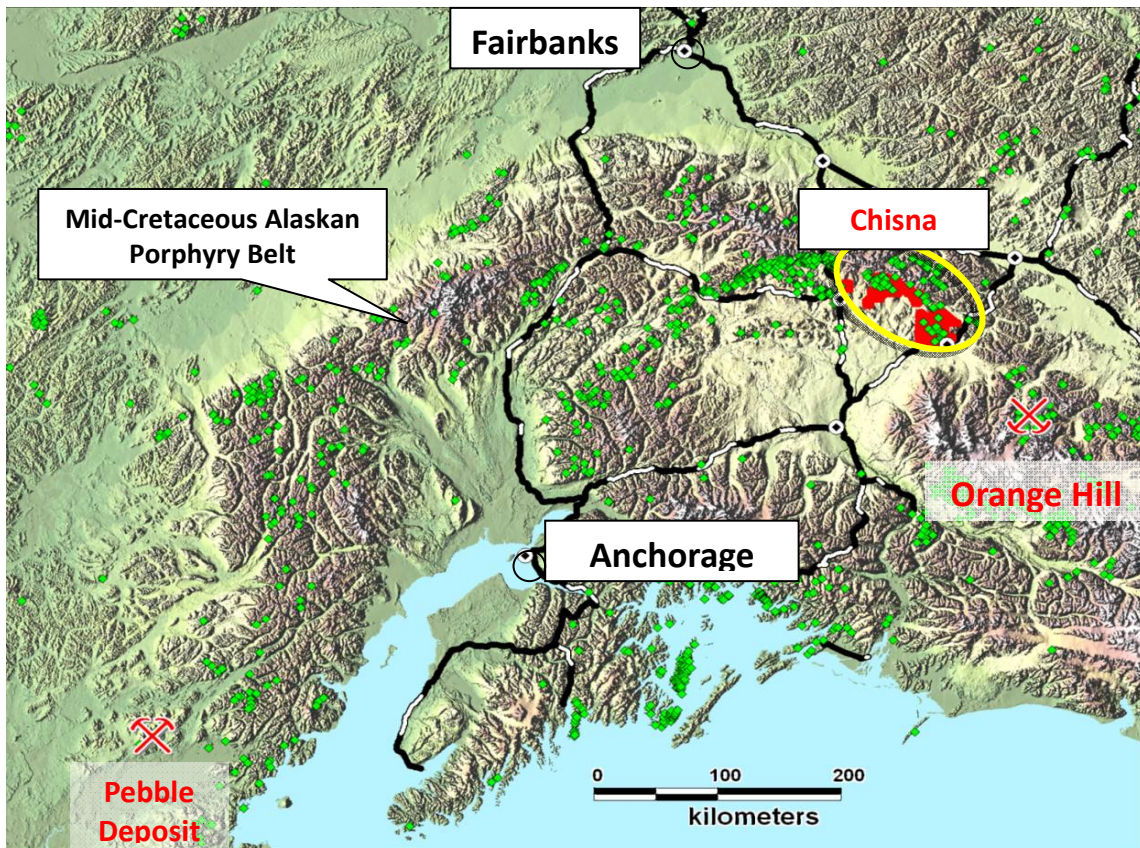 Fairbanks
Mid-Cretaceous Alaskan
Porphyry Belt
Chisna
Orange Hill
Anchorage
Pebble
Deposit
0 100 200
kilometers